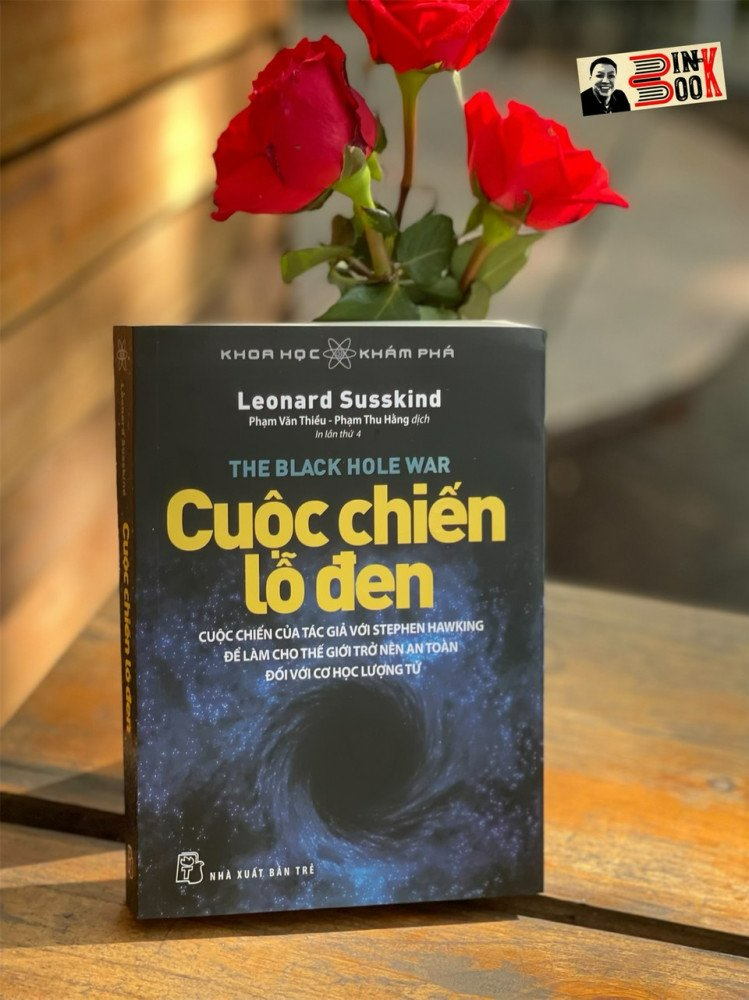 BINH BOOK
KHOA HỌC KHÁM PHÁ
Leonard Susskind
Phạm Văn Thiều - Phạm Thu Hằng dịch
In lần thứ 4
THE BLACK HOLE WAR
Cuộc chiến
lỗ đen
CUỘC CHIẾN CỦA TÁC GIẢ VỚI STEPHEN HAWKING
ĐỂ LÀM CHO THẾ GIỚI TRỞ NÊN AN TOÀN
ĐỐI VỚI CƠ HỌC LƯỢNG TỬ
NHÀ XUẤT BẢN TRẺ
Leonard Susskind
Cuộc chiến lỗ đen